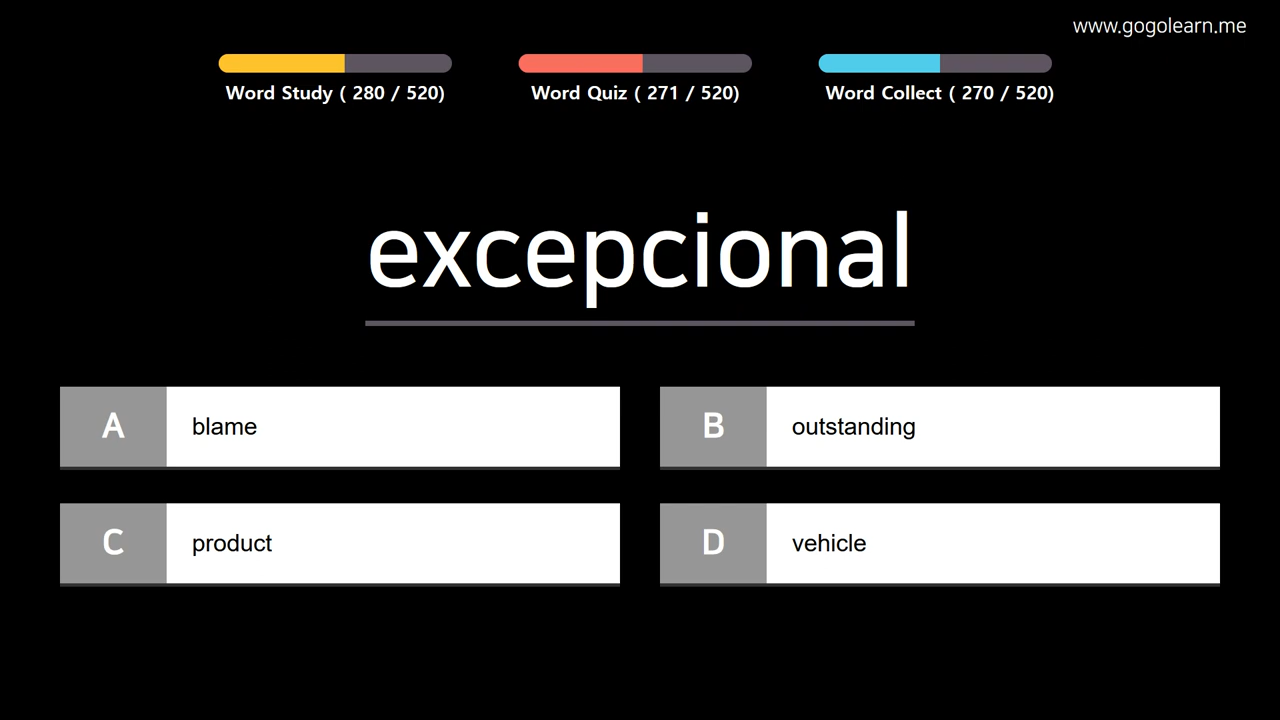 www.gogolearn.me
Word Study ( 280 / 520)
Word Quiz ( 271 / 520)
Word Collect ( 270 / 520)
excepcional
A blame
B outstanding
C product
D vehicle